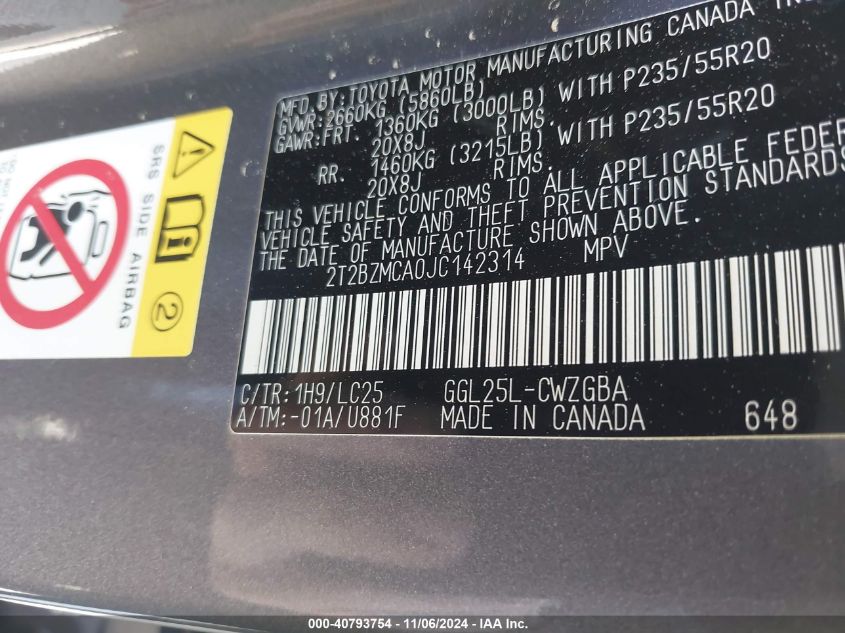 MFD.BY:TOYOTA MOTOR MANUFACTURING CANADA
GVWR:2660KG (5860LB)
GAWR:FRT. 1360KG (3000LB) WITH P235/55R20
20X8J RIMS.
RR. 1460KG (3215LB) WITH P235/55R20
20X8J RIMS.
THIS VEHICLE CONFORMS TO ALL APPLICABLE FEDER
VEHICLE SAFETY AND THEFT PREVENTION STANDARDS
THE DATE OF MANUFACTURE SHOWN ABOVE.
2T2BZMCA0JC142314 MPV
C/TR:1H9/LC25 GGL25L-CWZGBA
A/TM:-01A/U881F MADE IN CANADA 648
SRS SIDE AIRBAG
2
000-40793754 - 11/06/2024 - IAA Inc.